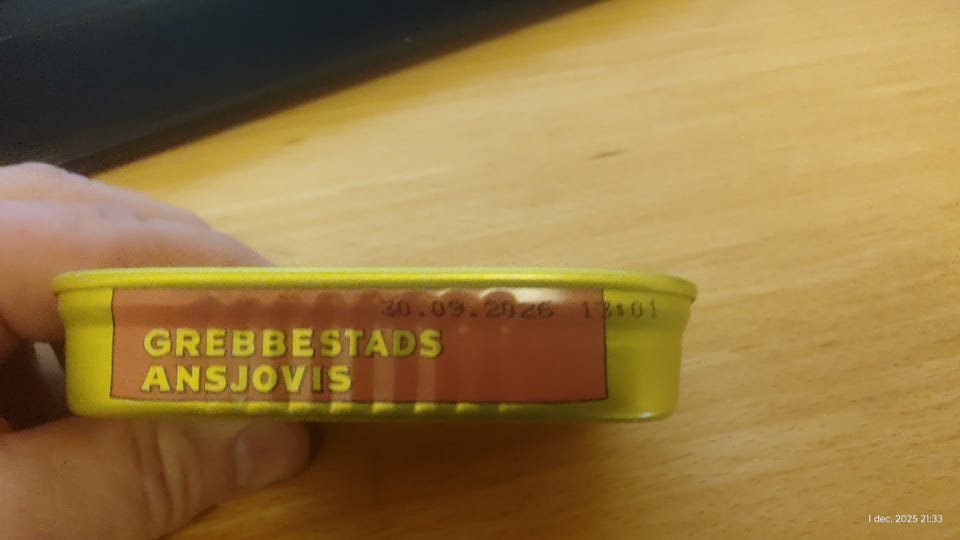 30.09.2026 13:01
GREBBESTADS
ANSJOVIS
1 dec. 2025 21:33